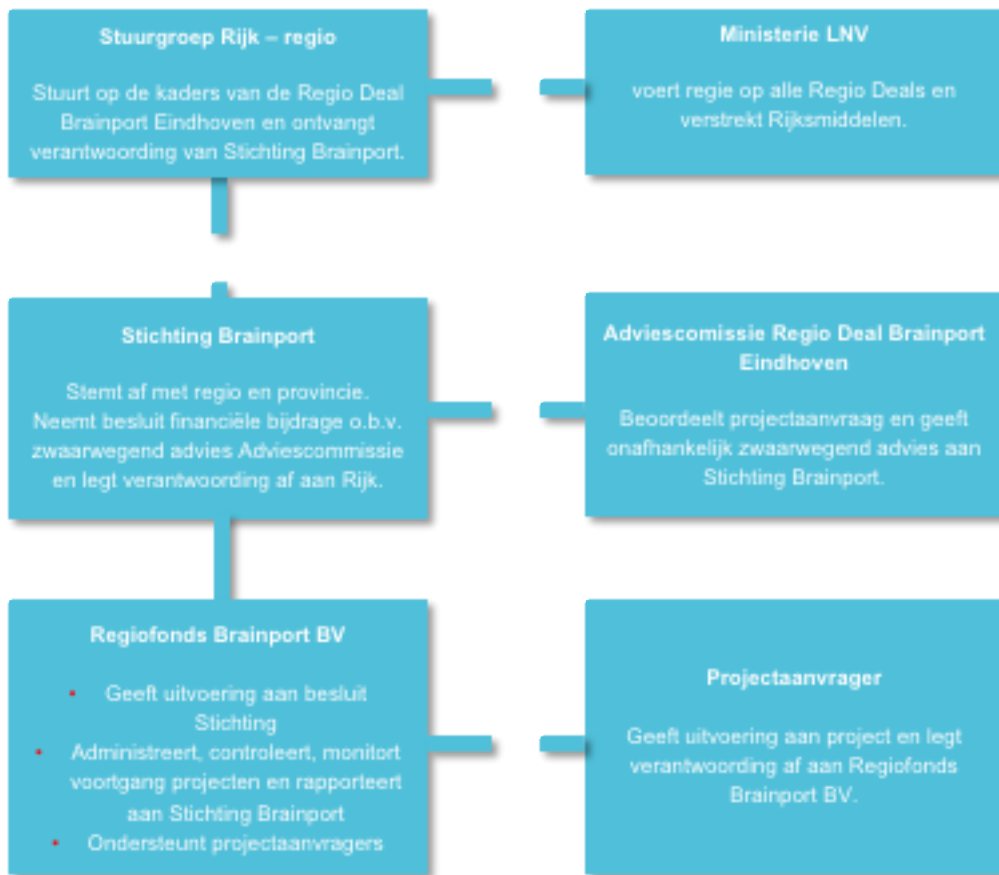 Stuurgroep Rijk – regio
Stuurt op de kaders van de Regio Deal
Brainport Eindhoven en ontvangt
verantwoording van Stichting Brainport.
Ministerie LNV
voert regie op alle Regio Deals en
verstrekt Rijksmiddelen.
Stichting Brainport
Stemt af met regio en provincie.
Neemt besluit financiële bijdrage o.b.v.
zwaarwegend advies Adviescommissie
en legt verantwoording af aan Rijk.
Adviescomissie Regio Deal Brainport
Eindhoven
Beoordeelt projectaanvraag en geeft
onafhankelijk zwaarwegend advies aan
Stichting Brainport.
Regiofonds Brainport BV
• Geeft uitvoering aan besluit
Stichting
• Administreert, controleert, monitort
voortgang projecten en rapporteert
aan Stichting Brainport
• Ondersteunt projectaanvragers
Projectaanvrager
Geeft uitvoering aan project en legt
verantwoording af aan Regiofonds
Brainport BV.